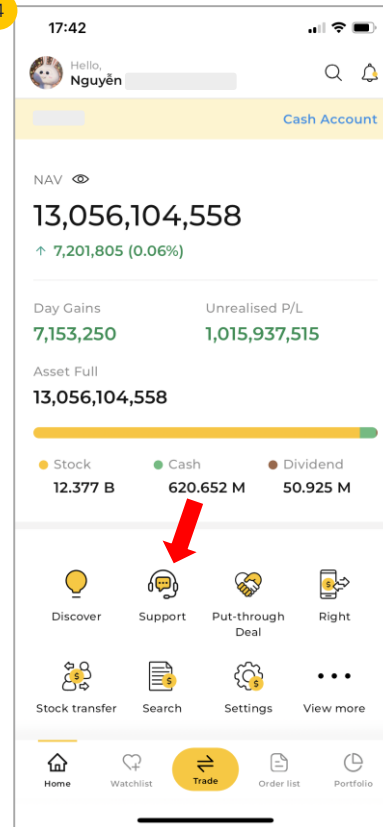 4
17:42
Hello,
Nguyễn
Cash Account
NAV
13,056,104,558
↑ 7,201,805 (0.06%)
Day Gains Unrealised P/L
7,153,250 1,015,937,515
Asset Full
13,056,104,558
Stock Cash Dividend
12.377 B 620.652 M 50.925 M
Discover Support Put-through Deal Right
Stock transfer Search Settings View more
Home Watchlist Trade Order list Portfolio